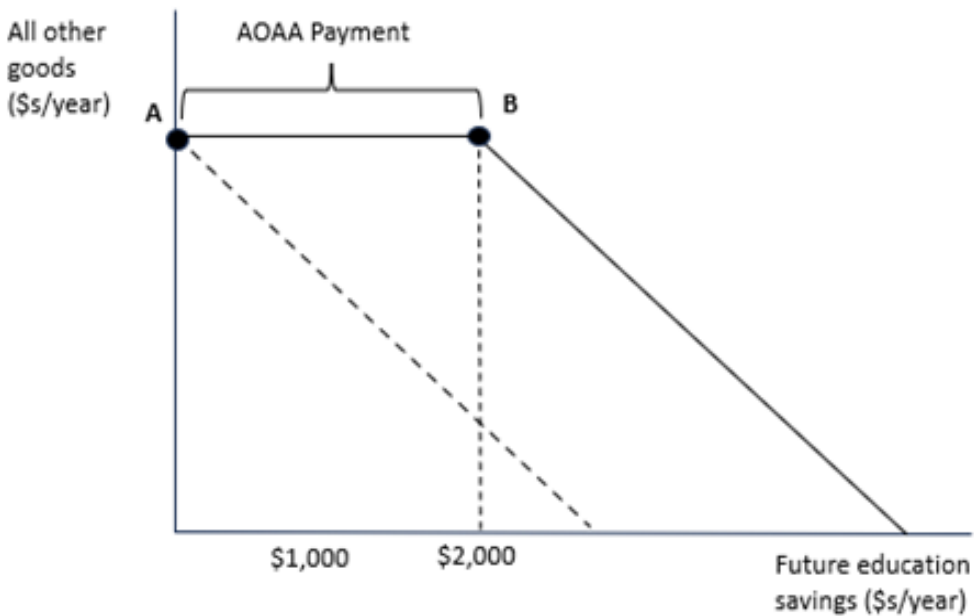 All other
goods
($s/year)
AOAA Payment
A
B
$1,000
$2,000
Future education
savings ($s/year)